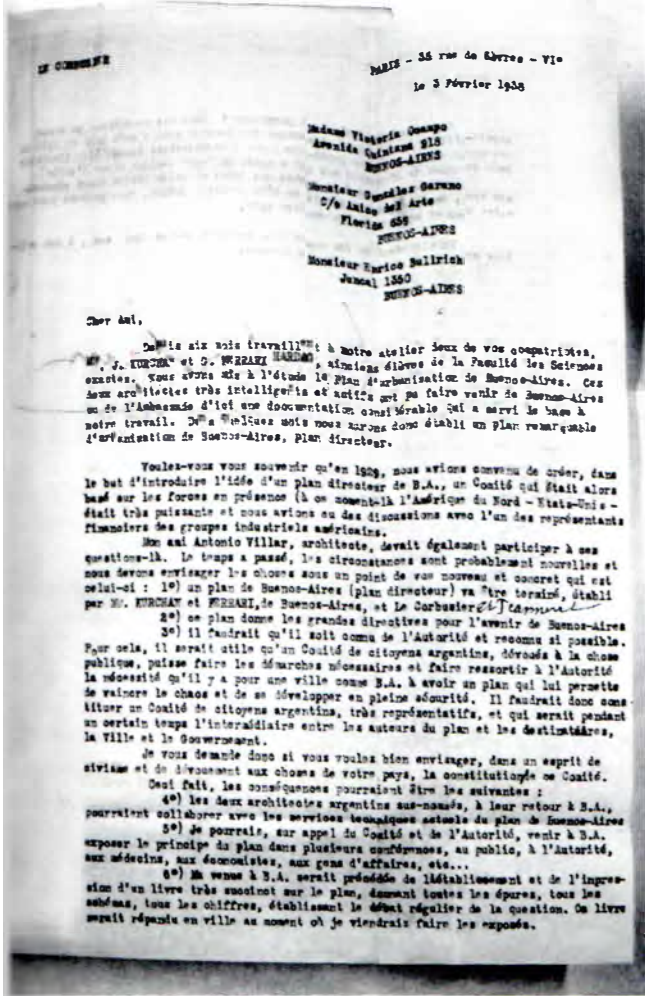 LE CORBUSIER
PARIS - 35 rue de Sèvres - VI°
le 3 Février 1938
Madame Victoria Ocampo
Avenida Quintana
BUENOS-AIRES
Monsieur González Garano
C/o Amigo del Arte
Florida 659
BUENOS-AIRES
Monsieur Enrico Bullrich
Juncal 1350
BUENOS-AIRES
Cher Ami,
Depuis six mois travaillent à notre atelier deux de vos compatriotes,
MM. J. KURCHAN et G. FERRARI HARDOY, anciens élèves de la Faculté des Sciences
exactes. Nous avons mis à l'étude le Plan d'urbanisation de Buenos-Aires. Ces
deux architectes très intelligents et actifs ont pu faire venir de Buenos-Aires
ou de l'Ambassade d'ici une documentation considérable qui a servi de base à
notre travail. Dans quelques mois nous aurons donc établi un plan remarquable
d'urbanisation de Buenos-Aires, plan directeur.
Voulez-vous vous souvenir qu'en 1929, nous avions convenu de créer, dans
le but d'introduire l'idée d'un plan directeur de B.A., un Comité qui était alors
basé sur les forces en présence (à ce moment-là l'Amérique du Nord - Etats-Unis -
était très puissante et nous avions eu des discussions avec l'un des représentants
financiers des groupes industriels américains.
Mon ami Antonio Villar, architecte, devait également participer à ces
questions-là. Le temps a passé, les circonstances sont probablement nouvelles et
nous devons envisager les choses sous un point de vue nouveau et concret qui est
celui-ci : 1°) un plan de Buenos-Aires (plan directeur) va être terminé, établi
par MM. KURCHAN et FERRARI, de Buenos-Aires, et Le Corbusier et Jeanneret
2°) ce plan donne les grandes directives pour l'avenir de Buenos-Aires
3°) il faudrait qu'il soit connu de l'Autorité et reconnu si possible.
Pour cela, il serait utile qu'un Comité de citoyens argentins, dévoués à la chose
publique, puisse faire les démarches nécessaires et faire ressortir à l'Autorité
la nécessité qu'il y a pour une ville comme B.A. à avoir un plan qui lui permette
de vaincre le chaos et de se développer en pleine sécurité. Il faudrait donc cons-
tituer un Comité de citoyens argentins, très représentatifs, et qui serait pendant
un certain temps l'intermédiaire entre les auteurs du plan et les destinataires,
la Ville et le Gouvernement.
Je vous demande donc si vous voulez bien envisager, dans un esprit de
civisme et de dévouement aux choses de votre pays, la constitution de ce Comité.
Ceci fait, les conséquences pourraient être les suivantes :
4°) les deux architectes argentins sus-nommés, à leur retour à B.A.,
pourraient collaborer avec les services techniques actuels du plan de Buenos-Aires
5°) Je pourrais, sur appel du Comité et de l'Autorité, venir à B.A.
exposer le principe du plan dans plusieurs conférences, au public, à l'Autorité,
aux médecins, aux économistes, aux gens d'affaires, etc...
6°) Ma venue à B.A. serait précédée de l'établissement et de l'impres-
sion d'un livre très succinct sur le plan, donnant toutes les épures, tous les
schémas, tous les chiffres, établissant le débat régulier de la question. Ce livre
serait répandu en ville au moment où je viendrais faire les exposés.